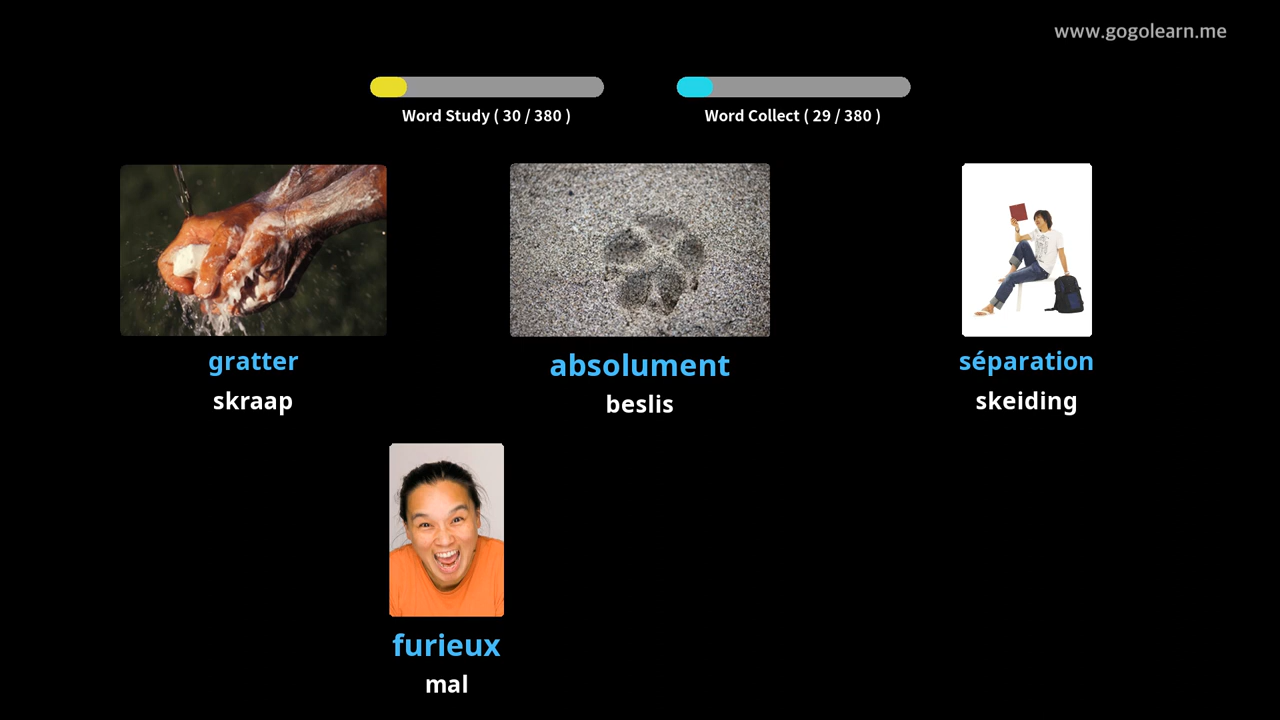 www.gogolearn.me
Word Study ( 30 / 380 )
Word Collect ( 29 / 380 )
gratter
skraap
absolument
beslis
séparation
skeiding
furieux
mal